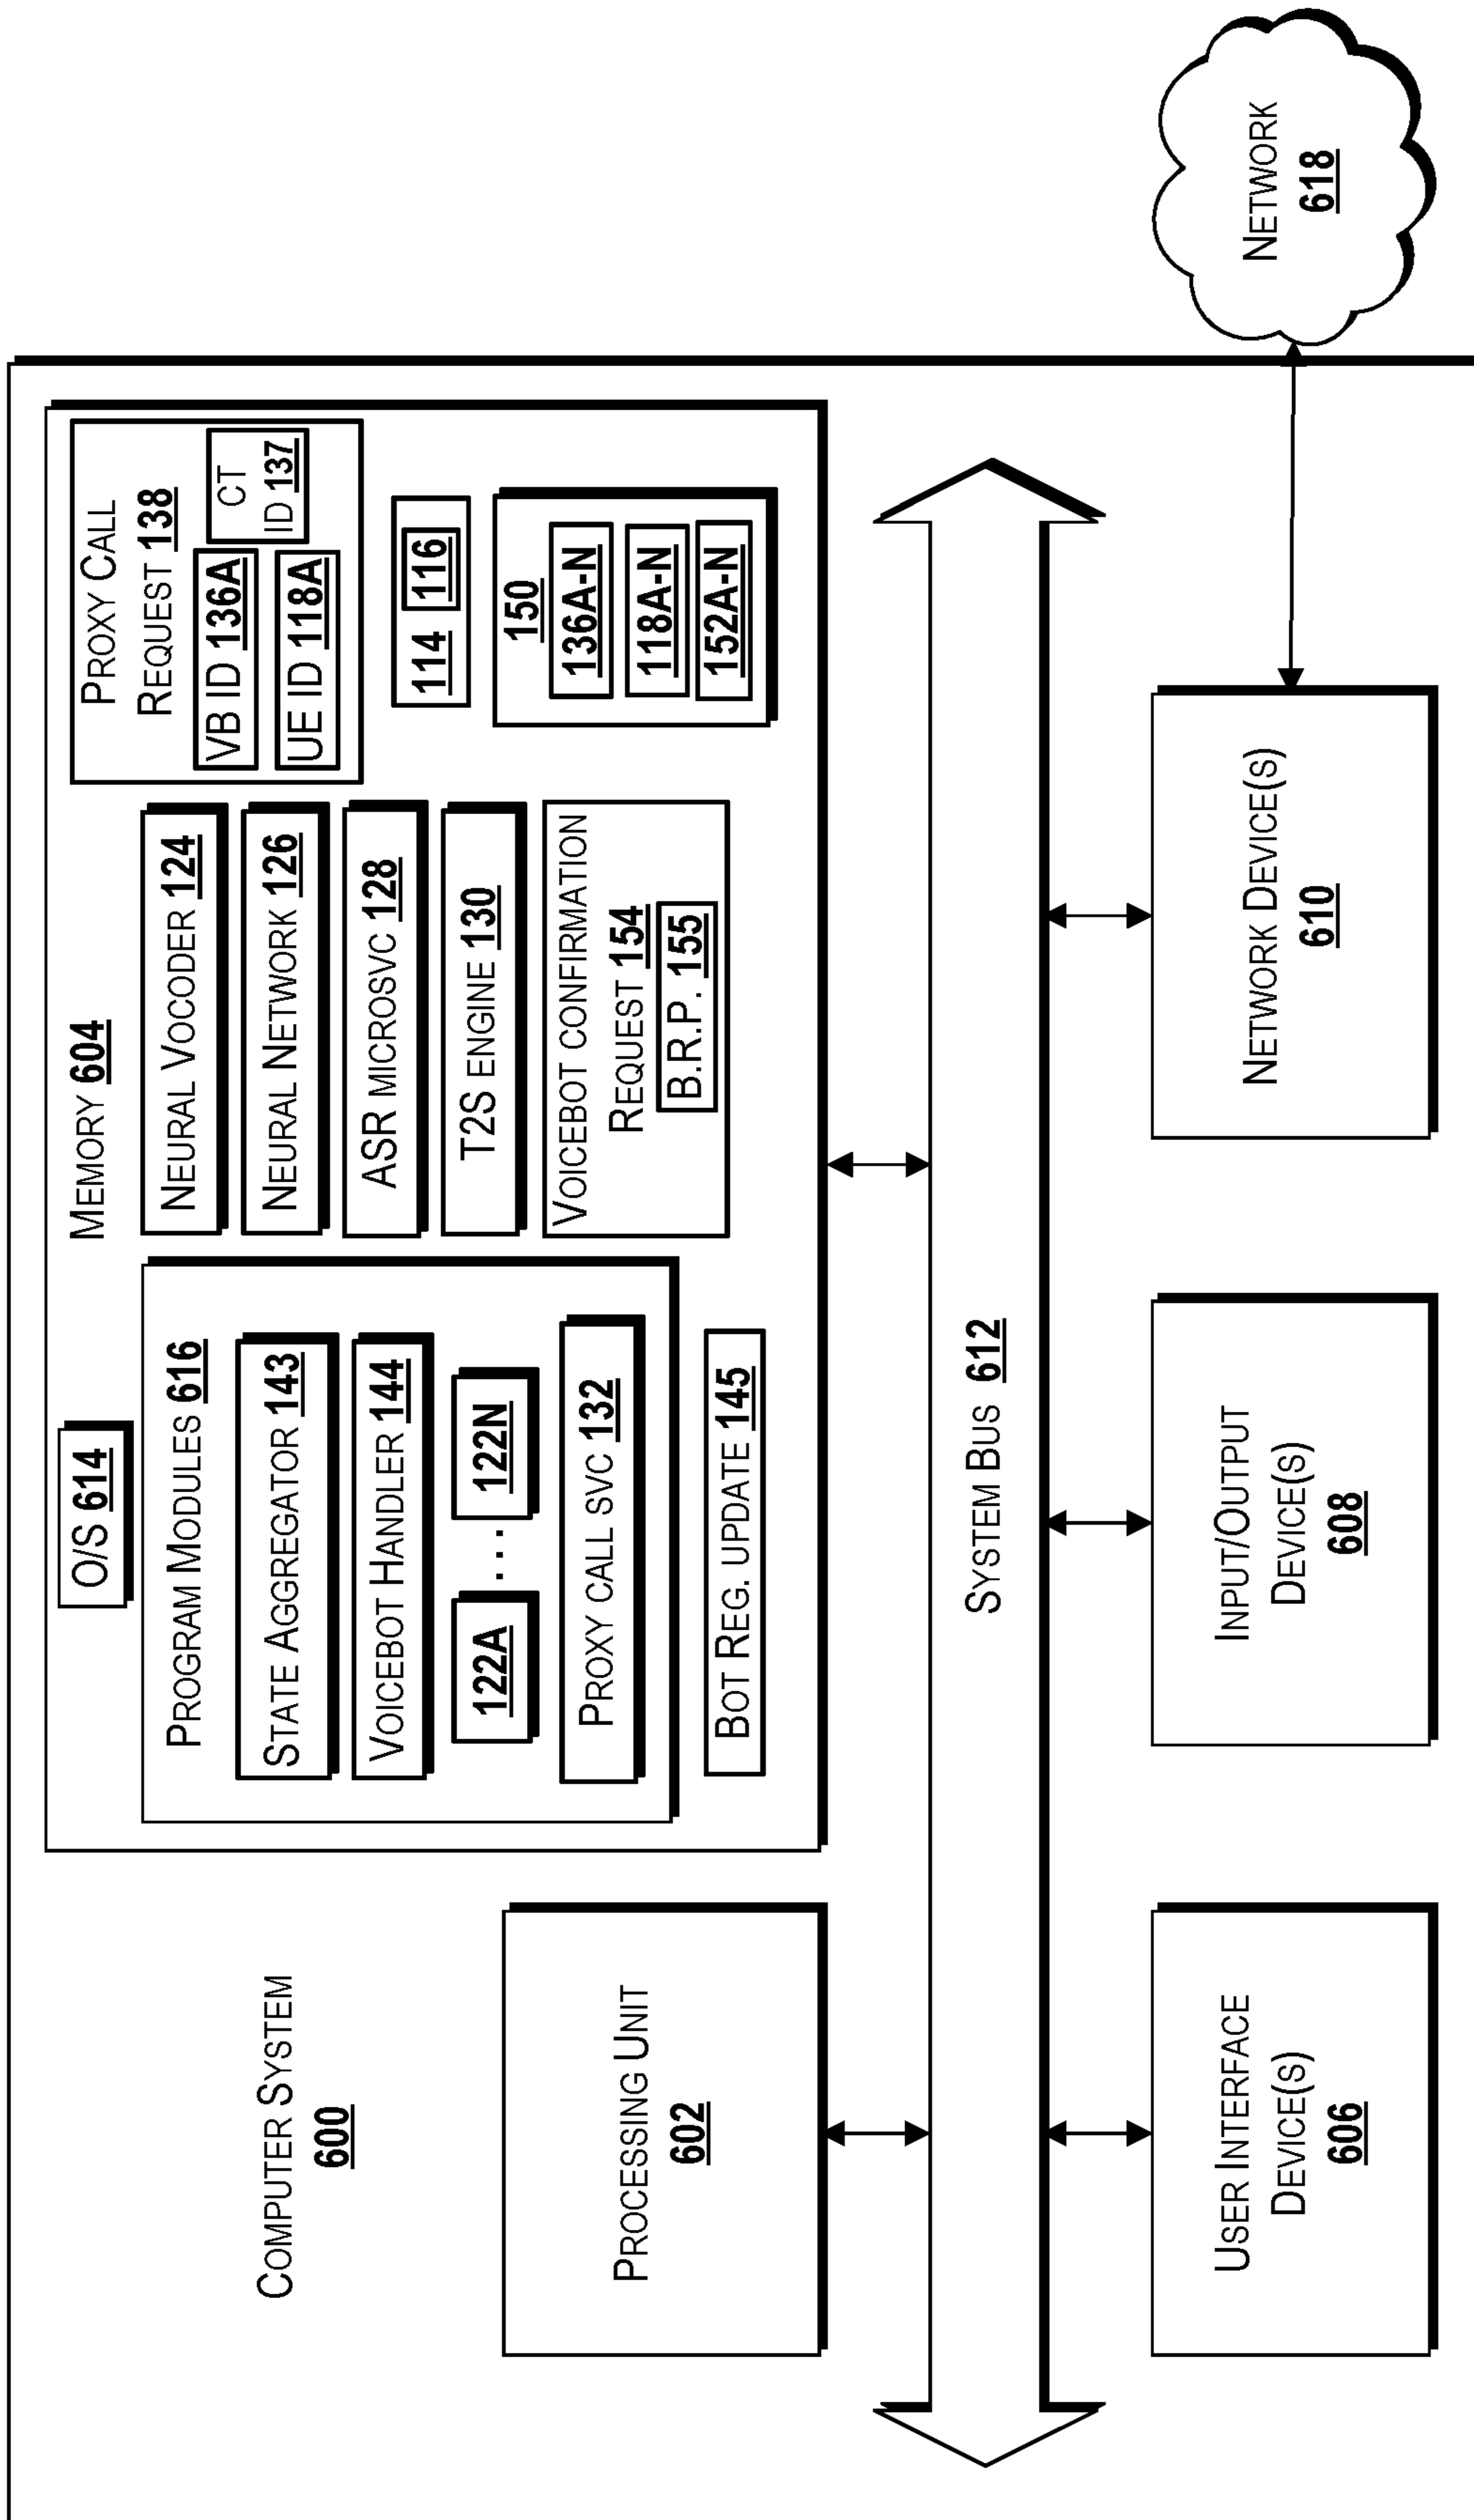 COMPUTER SYSTEM
600
PROCESSING UNIT
602
MEMORY 604
O/S 614
PROGRAM MODULES 616
STATE AGGREGATOR 143
VOICEBOT HANDLER 144
122A ... 122N
PROXY CALL SVC 132
BOT REG. UPDATE 145
NEURAL VOCODER 124
NEURAL NETWORK 126
ASR MICROSVC 128
T2S ENGINE 130
VOICEBOT CONFIRMATION
REQUEST 154
B.R.P. 155
PROXY CALL
REQUEST 138
VB ID 136A
CT
ID 137
UE ID 118A
114 116
150
136A-N
118A-N
152A-N
SYSTEM BUS 612
USER INTERFACE
DEVICE(S)
606
INPUT/OUTPUT
DEVICE(S)
608
NETWORK DEVICE(S)
610
NETWORK
618